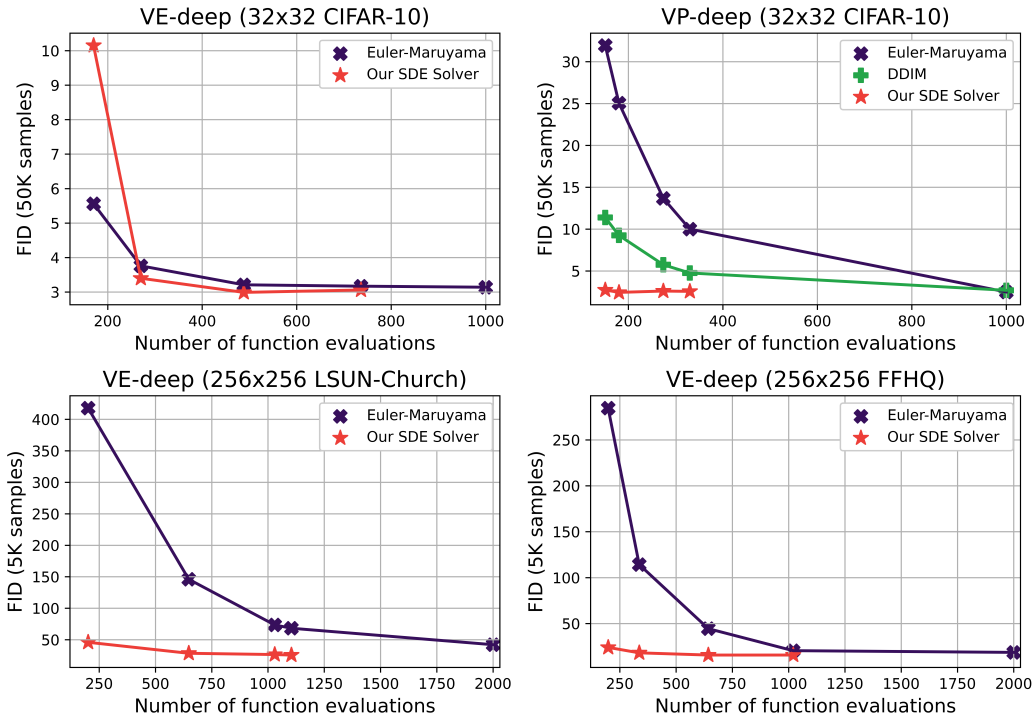 VE-deep (32x32 CIFAR-10)
FID (50K samples)
10
9
8
7
6
5
4
3
Euler-Maruyama
Our SDE Solver
200 400 600 800 1000
Number of function evaluations
VP-deep (32x32 CIFAR-10)
FID (50K samples)
30
25
20
15
10
5
Euler-Maruyama
DDIM
Our SDE Solver
200 400 600 800 1000
Number of function evaluations
VE-deep (256x256 LSUN-Church)
FID (5K samples)
400
350
300
250
200
150
100
50
Euler-Maruyama
Our SDE Solver
250 500 750 1000 1250 1500 1750 2000
Number of function evaluations
VE-deep (256x256 FFHQ)
FID (5K samples)
250
200
150
100
50
Euler-Maruyama
Our SDE Solver
250 500 750 1000 1250 1500 1750 2000
Number of function evaluations